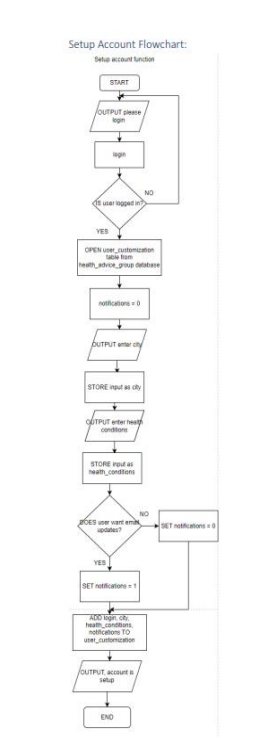 Setup Account Flowchart:
Setup account function
START
OUTPUT please
login
login
IS user logged in?
NO
YES
OPEN user_customization
table from
health_advice_group database
notifications = 0
OUTPUT enter city
STORE input as city
OUTPUT enter health
conditions
STORE input as
health_conditions
DOES user want email
updates?
NO
SET notifications = 0
YES
SET notifications = 1
ADD login, city,
health_conditions,
notifications TO
user_customization
OUTPUT, account is
setup
END